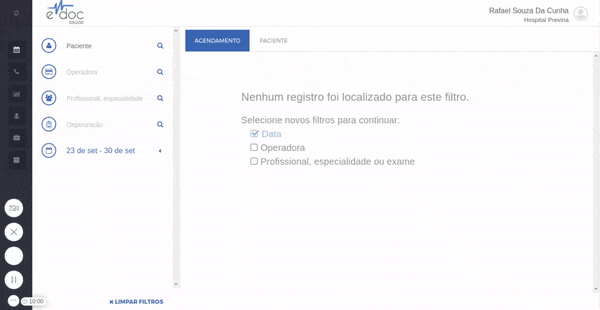 0
e doc
SAÚDE
Rafael Souza Da Cunha
Hospital Previna
Paciente
Operadora
Profissional, especialidade
Organização
23 de set - 30 de set
LIMPAR FILTROS
AGENDAMENTO
PACIENTE
Nenhum registro foi localizado para este filtro.
Selecione novos filtros para continuar:
Data
Operadora
Profissional, especialidade ou exame
10:00